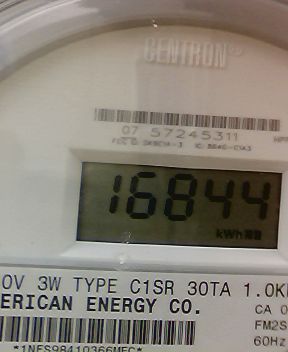 CENTRON®
07 57245311
16844
kWh
0V 3W TYPE C1SR 30TA 1.0K
ERICAN ENERGY CO.
CA 0
FM2S
60Hz